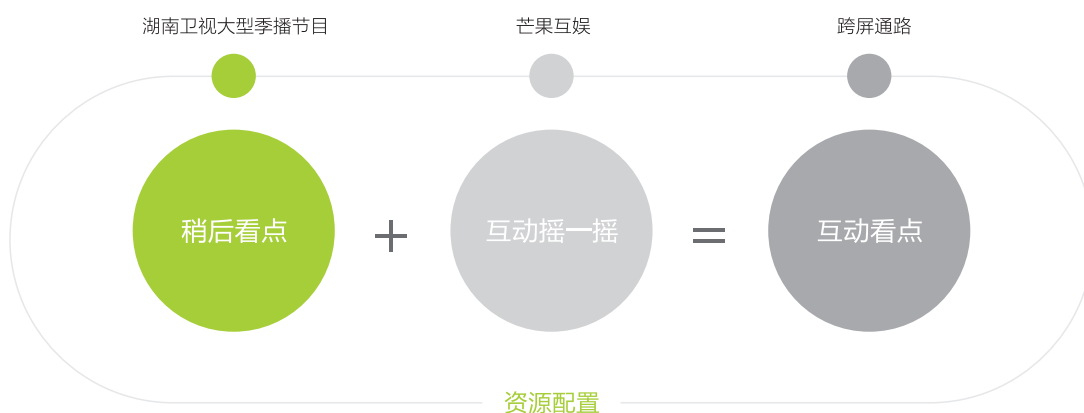 湖南卫视大型季播节目
芒果互娱
跨屏通路
稍后看点
+
互动摇一摇
=
互动看点
资源配置